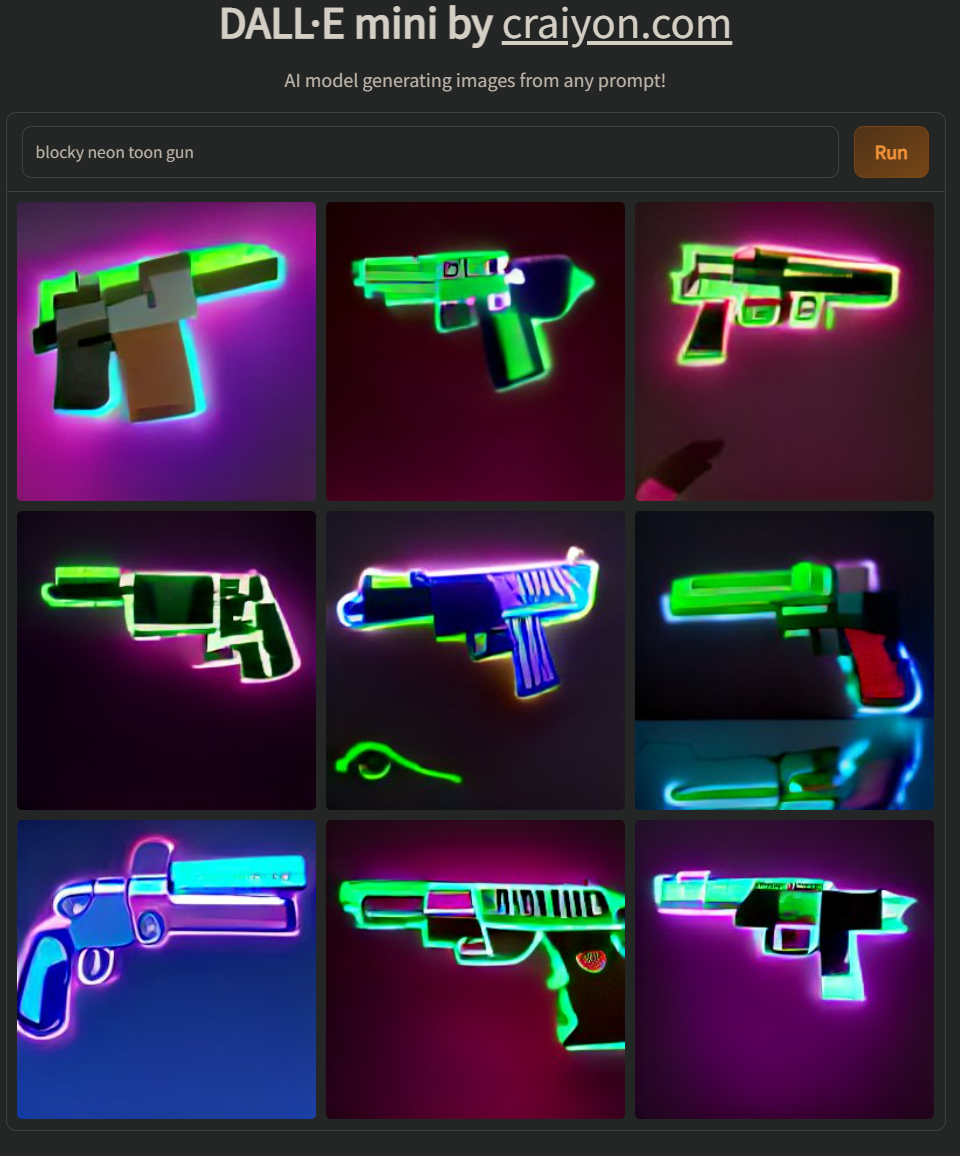 DALL·E mini by craiyon.com
AI model generating images from any prompt!
blocky neon toon gun
Run